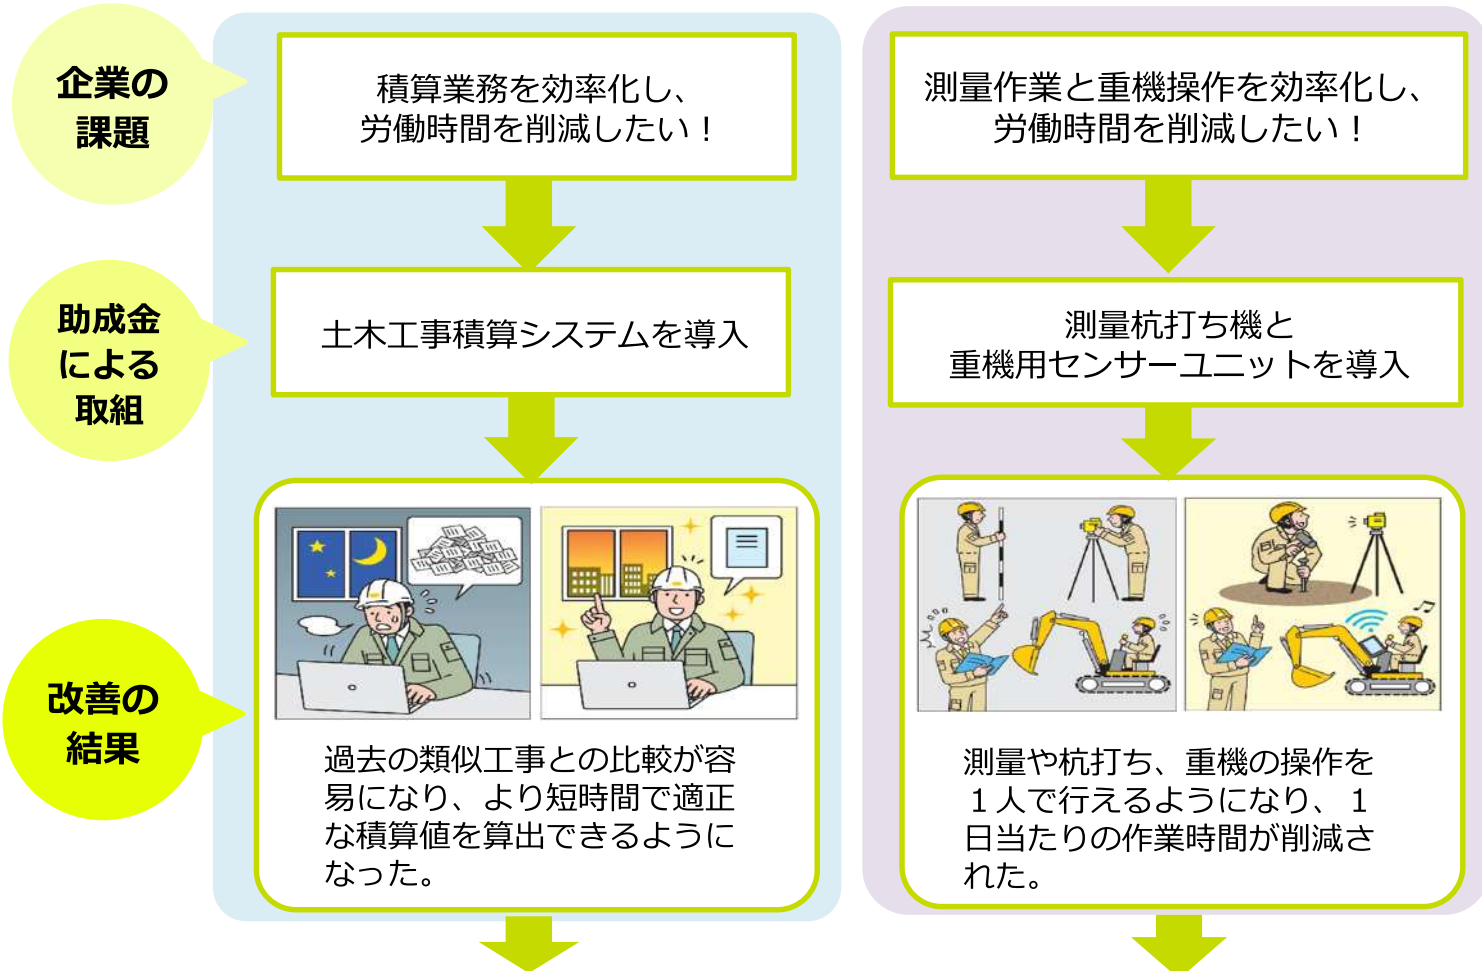 企業の
課題
積算業務を効率化し、
労働時間を削減したい！
測量作業と重機操作を効率化し、
労働時間を削減したい！
助成金
による
取組
土木工事積算システムを導入
測量杭打ち機と
重機用センサーユニットを導入
改善の
結果
過去の類似工事との比較が容
易になり、より短時間で適正
な積算値を算出できるように
なった。
測量や杭打ち、重機の操作を
１人で行えるようになり、１
日当たりの作業時間が削減さ
れた。